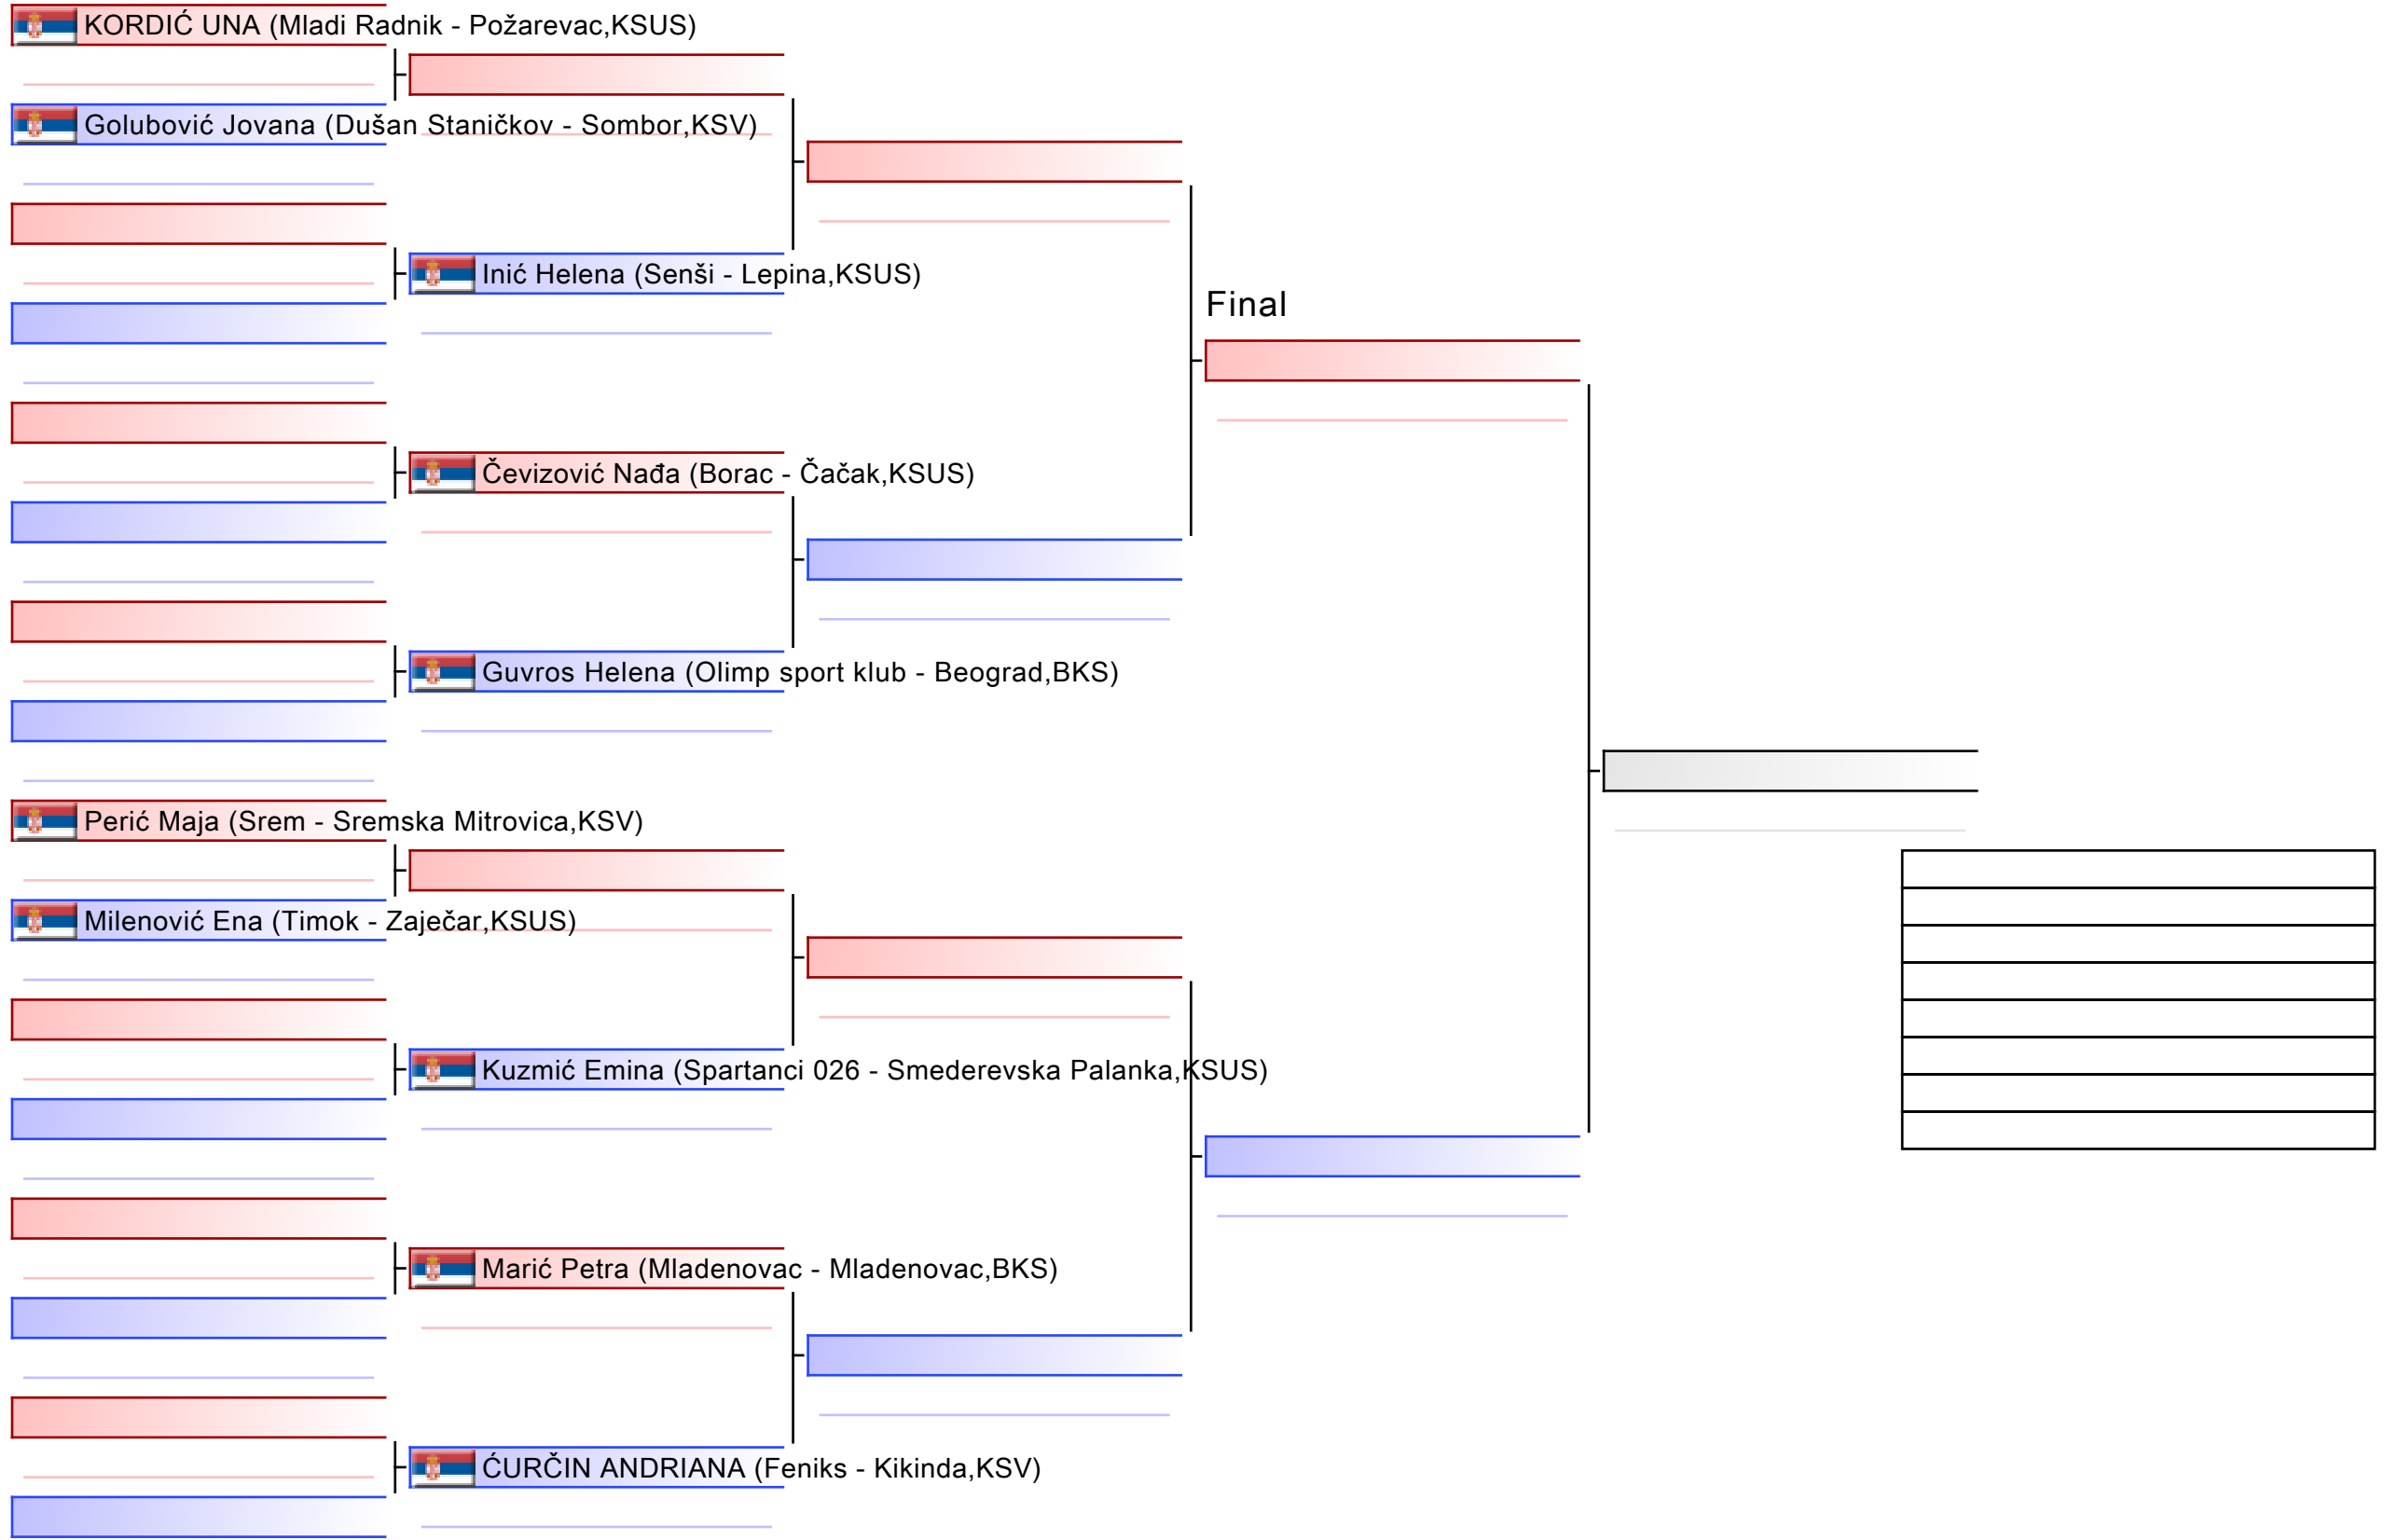 KORDIĆ UNA (Mladi Radnik - Požarevac,KSUS)
Golubović Jovana (Dušan Staničkov - Sombor,KSV)
Inić Helena (Senši - Lepina,KSUS)
Final
Čevizović Nađa (Borac - Čačak,KSUS)
Guvros Helena (Olimp sport klub - Beograd,BKS)
Perić Maja (Srem - Sremska Mitrovica,KSV)
Milenović Ena (Timok - Zaječar,KSUS)
Kuzmić Emina (Spartanci 026 - Smederevska Palanka,KSUS)
Marić Petra (Mladenovac - Mladenovac,BKS)
ĆURČIN ANDRIANA (Feniks - Kikinda,KSV)